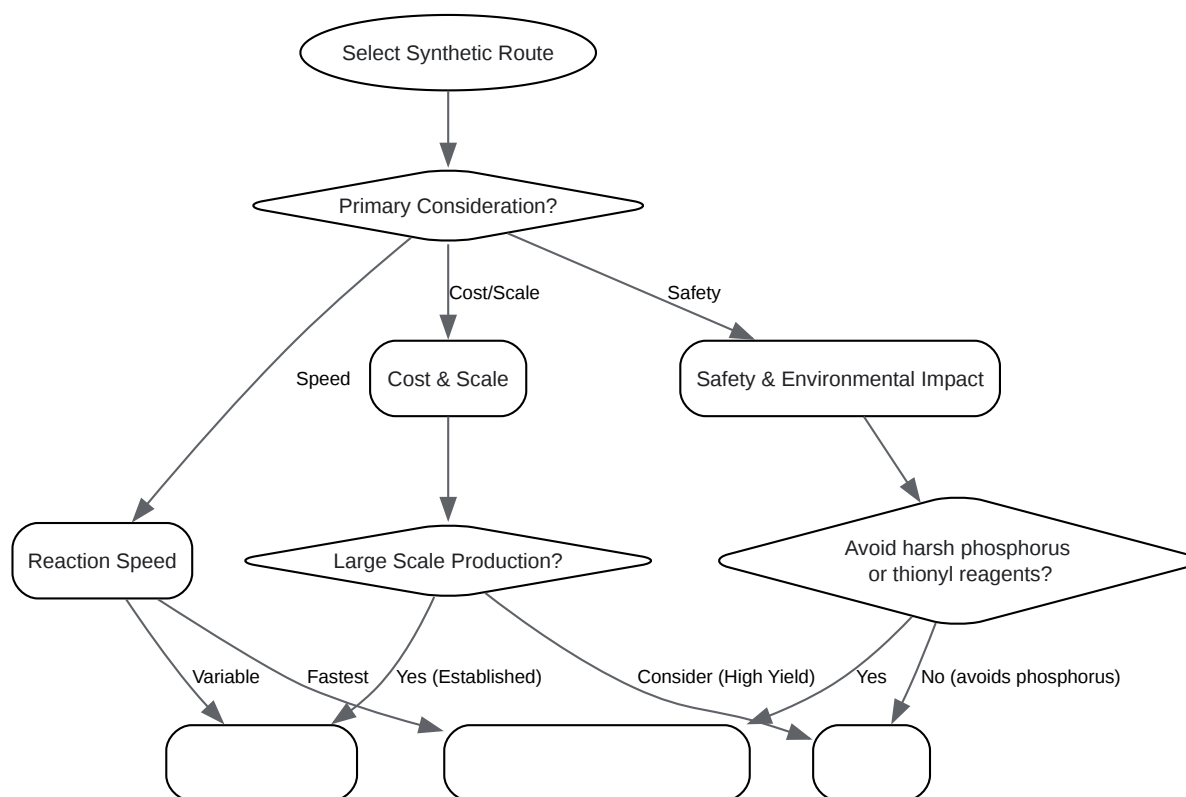 Select Synthetic Route
Primary Consideration?
Cost/Scale
Safety
Speed
Cost & Scale
Safety & Environmental Impact
Reaction Speed
Large Scale Production?
Avoid harsh phosphorus
or thionyl reagents?
Variable
Fastest
Yes (Established)
Consider (High Yield)
Yes
No (avoids phosphorus)